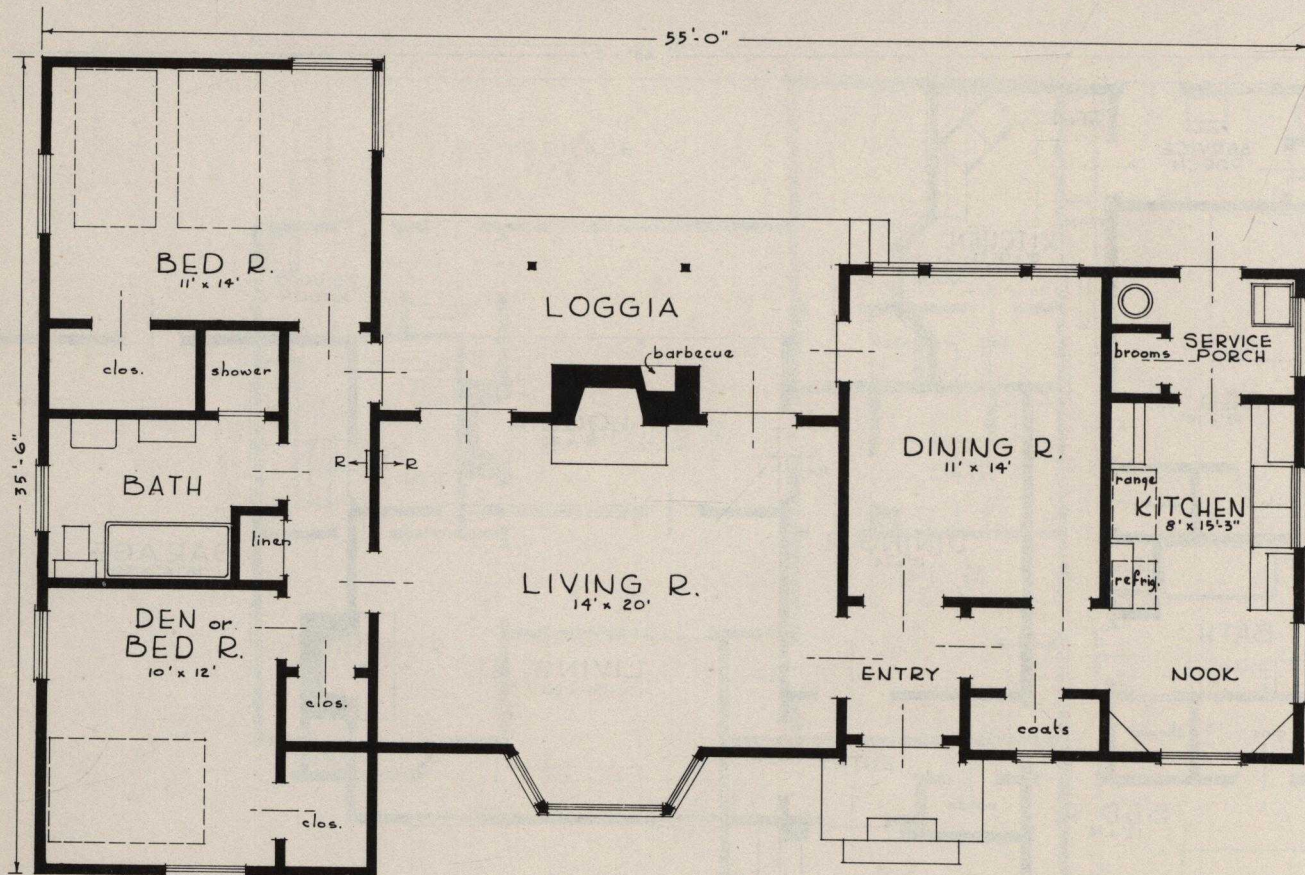 55'-0"
35'-6"
BED R.
11' x 14'
LOGGIA
barbecue
clos.
shower
brooms
SERVICE
PORCH
R R
BATH
linen
DINING R.
11' x 14'
range
KITCHEN
8' x 15'-3"
refrig.
LIVING R.
14' x 20'
DEN or
BED R.
10' x 12'
clos.
ENTRY
NOOK
coats
clos.